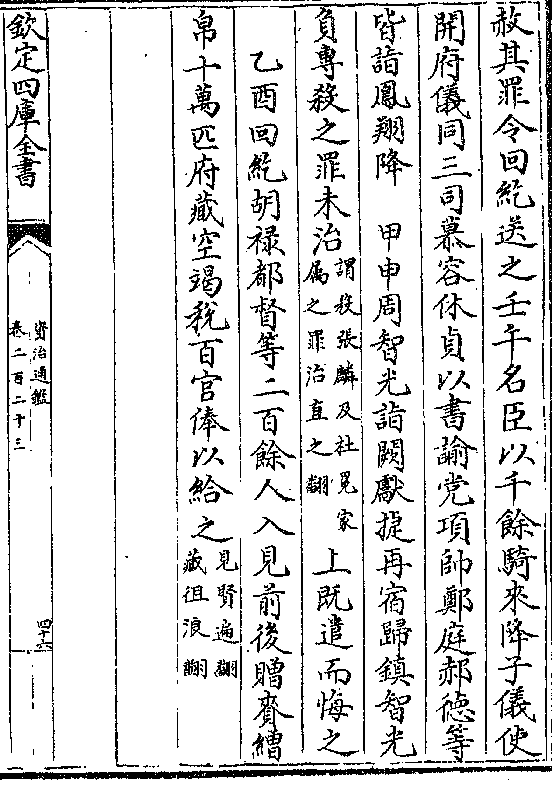 赦其罪令回紇送之壬午名臣以千餘騎來降子儀使
開府儀同三司慕容休貞以書諭党項帥鄭庭郝徳等
皆詣鳳翔降　甲申周智光詣闕獻捷再宿歸鎮智光
負專殺之罪未治謂殺張麟及杜冕家屬之罪治直之翻上既遣而悔之
乙酉回紇胡禄都督等二百餘人入見前後贈賚繒
帛十萬匹府藏空竭稅百官俸以給之見賢遍翻藏徂浪翻
欽定四庫全書
資治通鑑
卷二百二十三
四十六